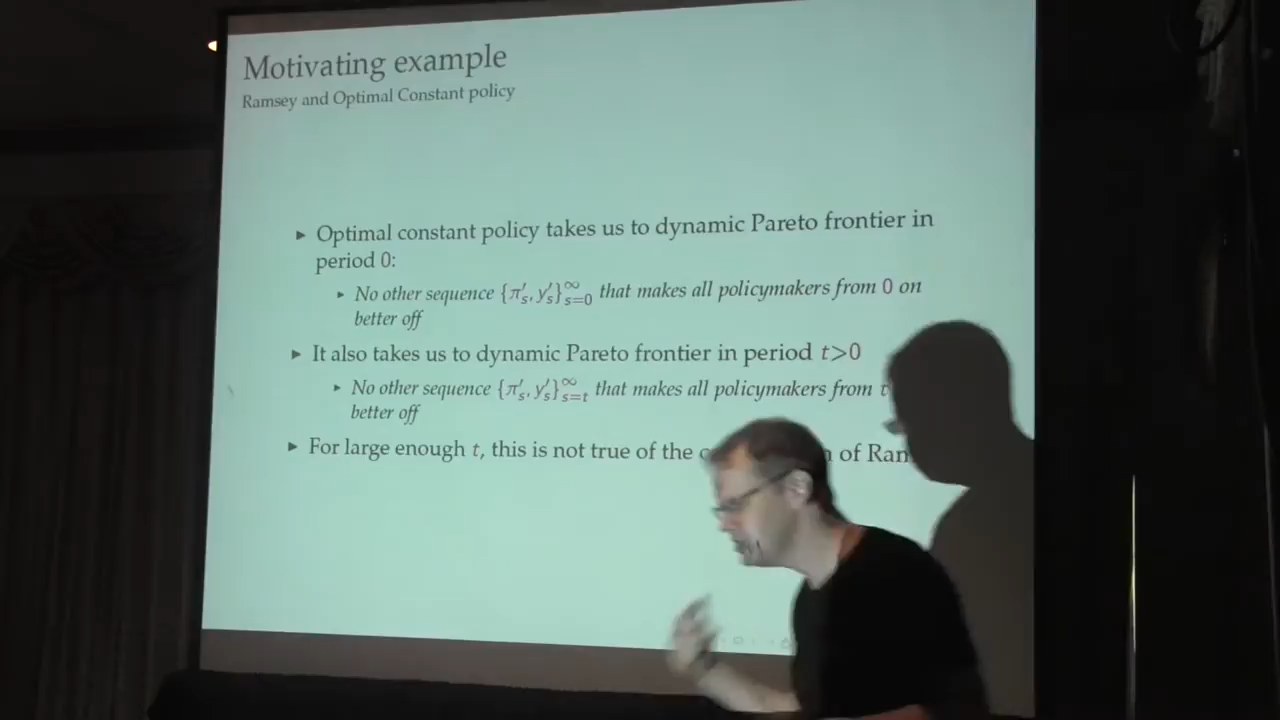 Motivating example
Ramsey and Optimal Constant policy
▸ Optimal constant policy takes us to dynamic Pareto frontier in
period 0:
▸ No other sequence {π′ₛ, y′ₛ}∞ₛ₌₀ that makes all policymakers from 0 on
better off
▸ It also takes us to dynamic Pareto frontier in period t>0
▸ No other sequence {π′ₛ, y′ₛ}∞ₛ₌ₜ that makes all policymakers from t
better off
▸ For large enough t, this is not true of the of